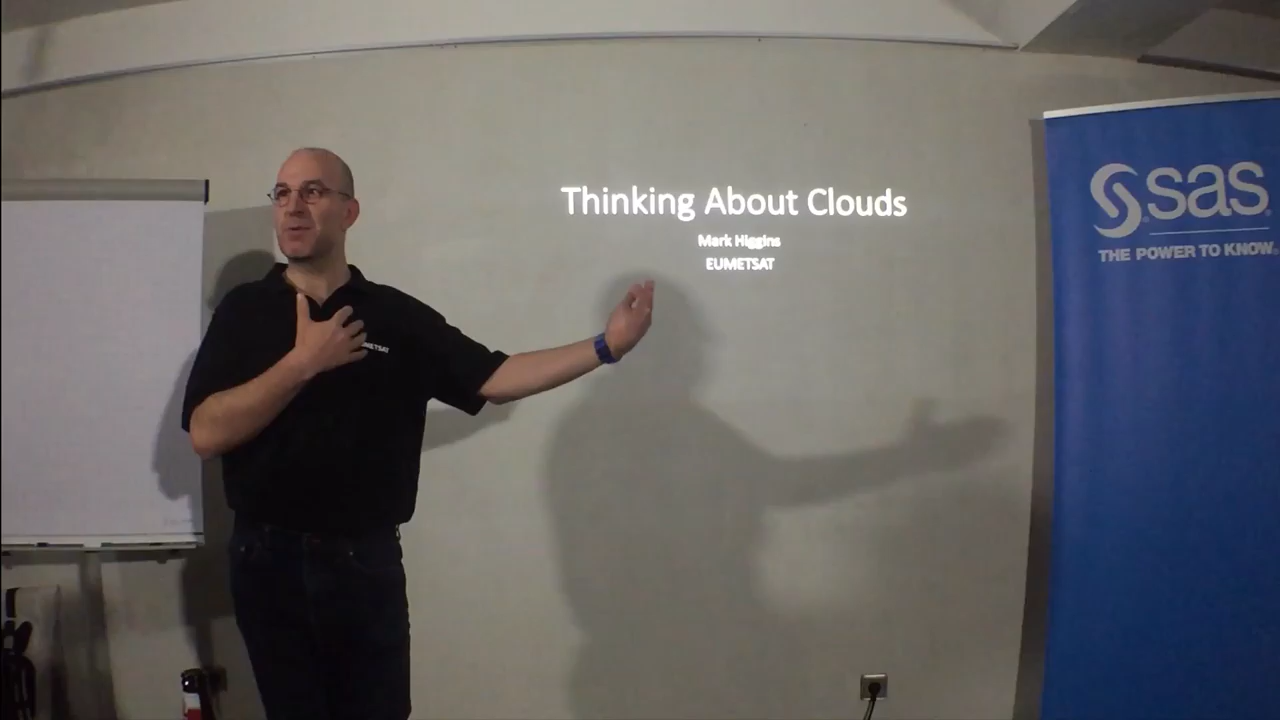 Thinking About Clouds
Mark Higgins
EUMETSAT
sas
THE POWER TO KNOW